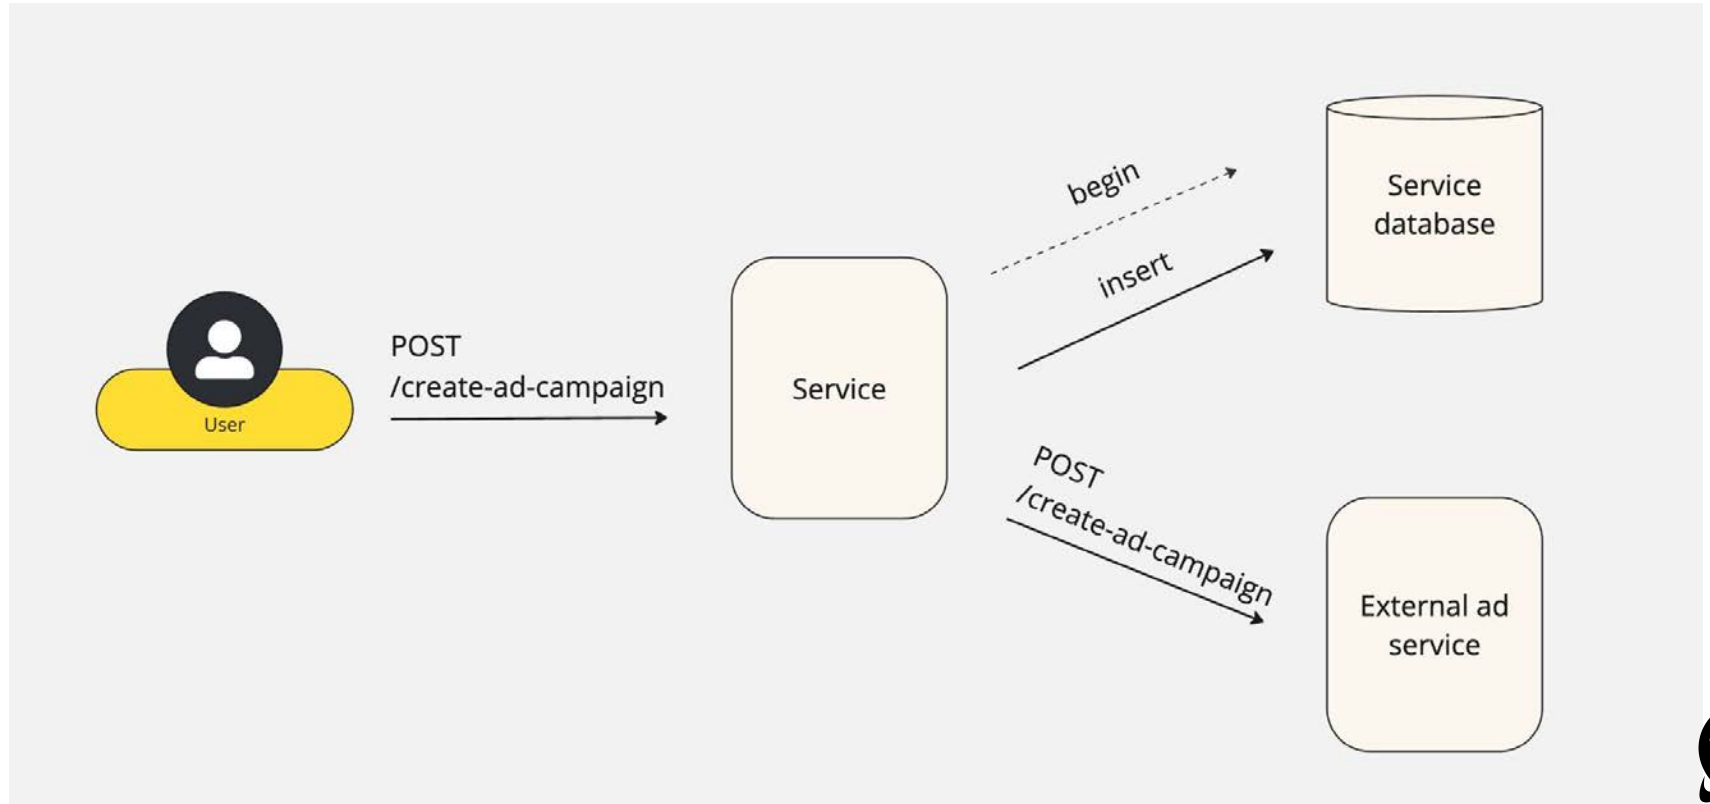 User
POST
/create-ad-campaign
Service
begin
insert
POST
/create-ad-campaign
Service
database
External ad
service